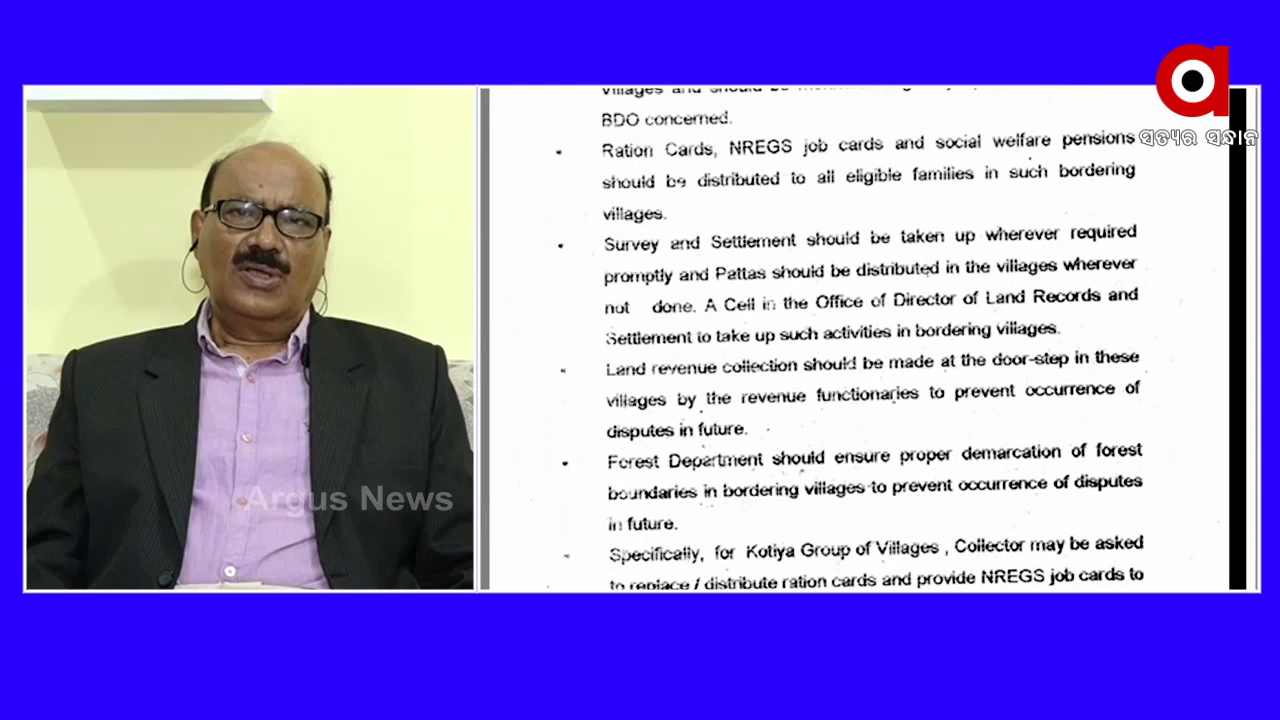 BDO concerned.
Ration Cards, NREGS job cards and social welfare pensions
should be distributed to all eligible families in such bordering
villages.
Survey and Settlement should be taken up wherever required
promptly and Pattas should be distributed in the villages wherever
not done. A Cell in the Office of Director of Land Records and
Settlement to take up such activities in bordering villages.
Land revenue collection should be made at the door-step in these
villages by the revenue functionaries to prevent occurrence of
disputes in future.
Forest Department should ensure proper demarcation of forest
boundaries in bordering villages to prevent occurrence of disputes
in future.
Specifically, for Kotiya Group of Villages , Collector may be asked
to replace / distribute ration cards and provide NREGS job cards to
Argus News
ସତ୍ୟର ସନ୍ଧାନ